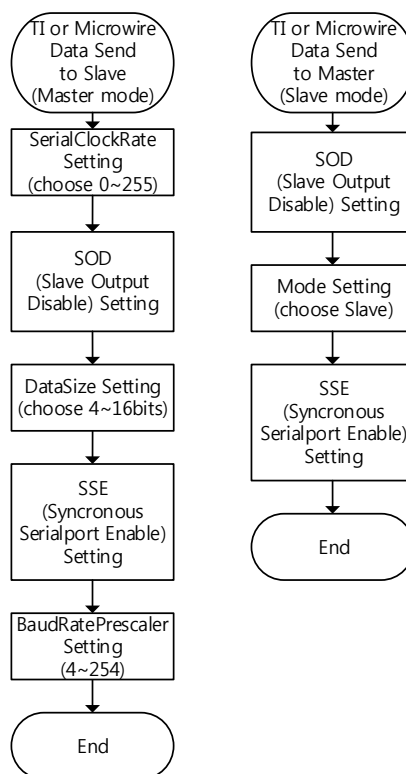 TI or Microwire
Data Send
to Slave
(Master mode)
SerialClockRate
Setting
(choose 0~255)
SOD
(Slave Output
Disable) Setting
DataSize Setting
(choose 4~16bits)
SSE
(Syncronous
Serialport Enable)
Setting
BaudRatePrescaler
Setting
(4~254)
End
TI or Microwire
Data Send
to Master
(Slave mode)
SOD
(Slave Output
Disable) Setting
Mode Setting
(choose Slave)
SSE
(Syncronous
Serialport Enable)
Setting
End